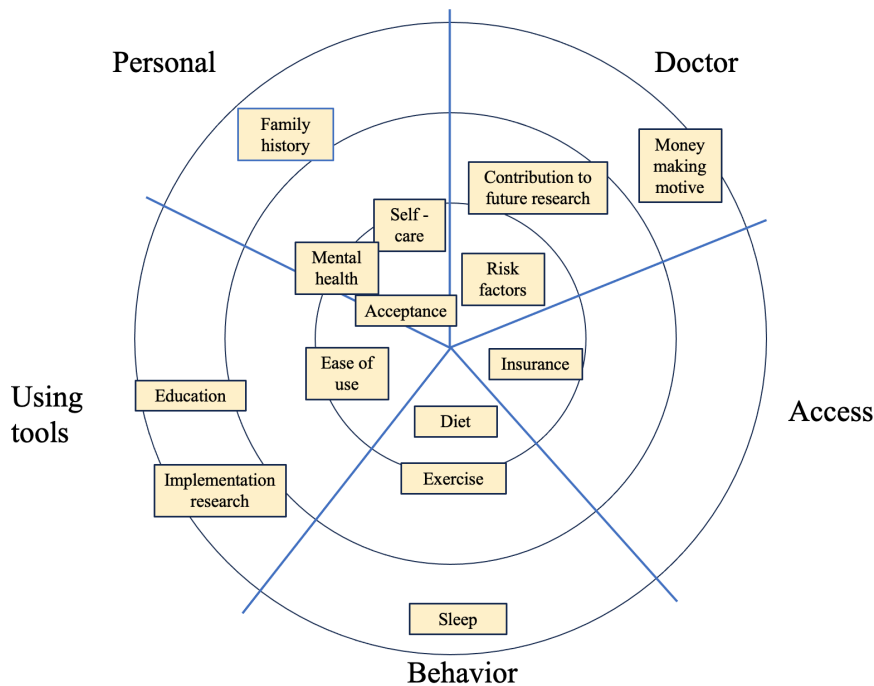 Personal
Doctor
Family
history
Money
making
motive
Contribution to
future research
Self -
care
Mental
health
Risk
factors
Acceptance
Ease of
use
Insurance
Education
Using
tools
Access
Diet
Implementation
research
Exercise
Sleep
Behavior